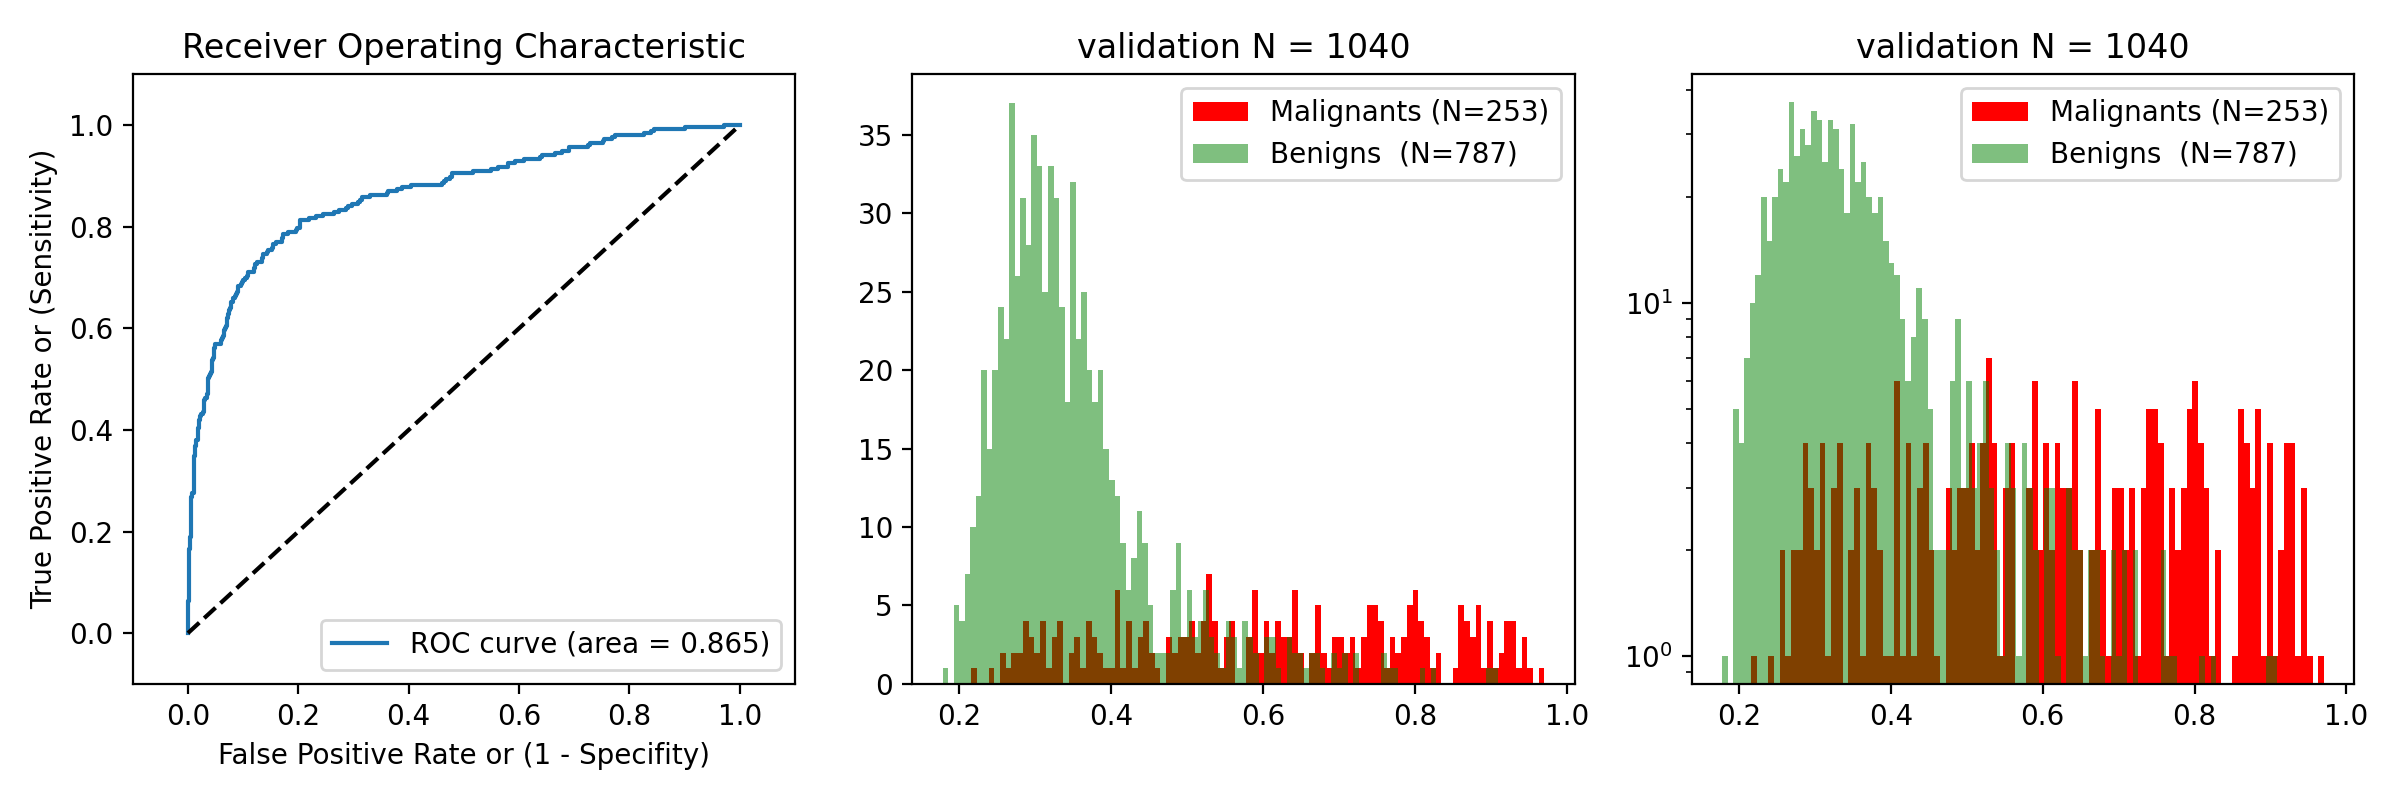 Receiver Operating Characteristic
1.0
0.8
0.6
0.4
0.2
0.0
True Positive Rate or (Sensitivity)
ROC curve (area = 0.865)
0.0 0.2 0.4 0.6 0.8 1.0
False Positive Rate or (1 - Specifity)
validation N = 1040
Malignants (N=253)
Benigns (N=787)
35
30
25
20
15
10
5
0
0.2 0.4 0.6 0.8 1.0
validation N = 1040
Malignants (N=253)
Benigns (N=787)
10¹
10⁰
0.2 0.4 0.6 0.8 1.0